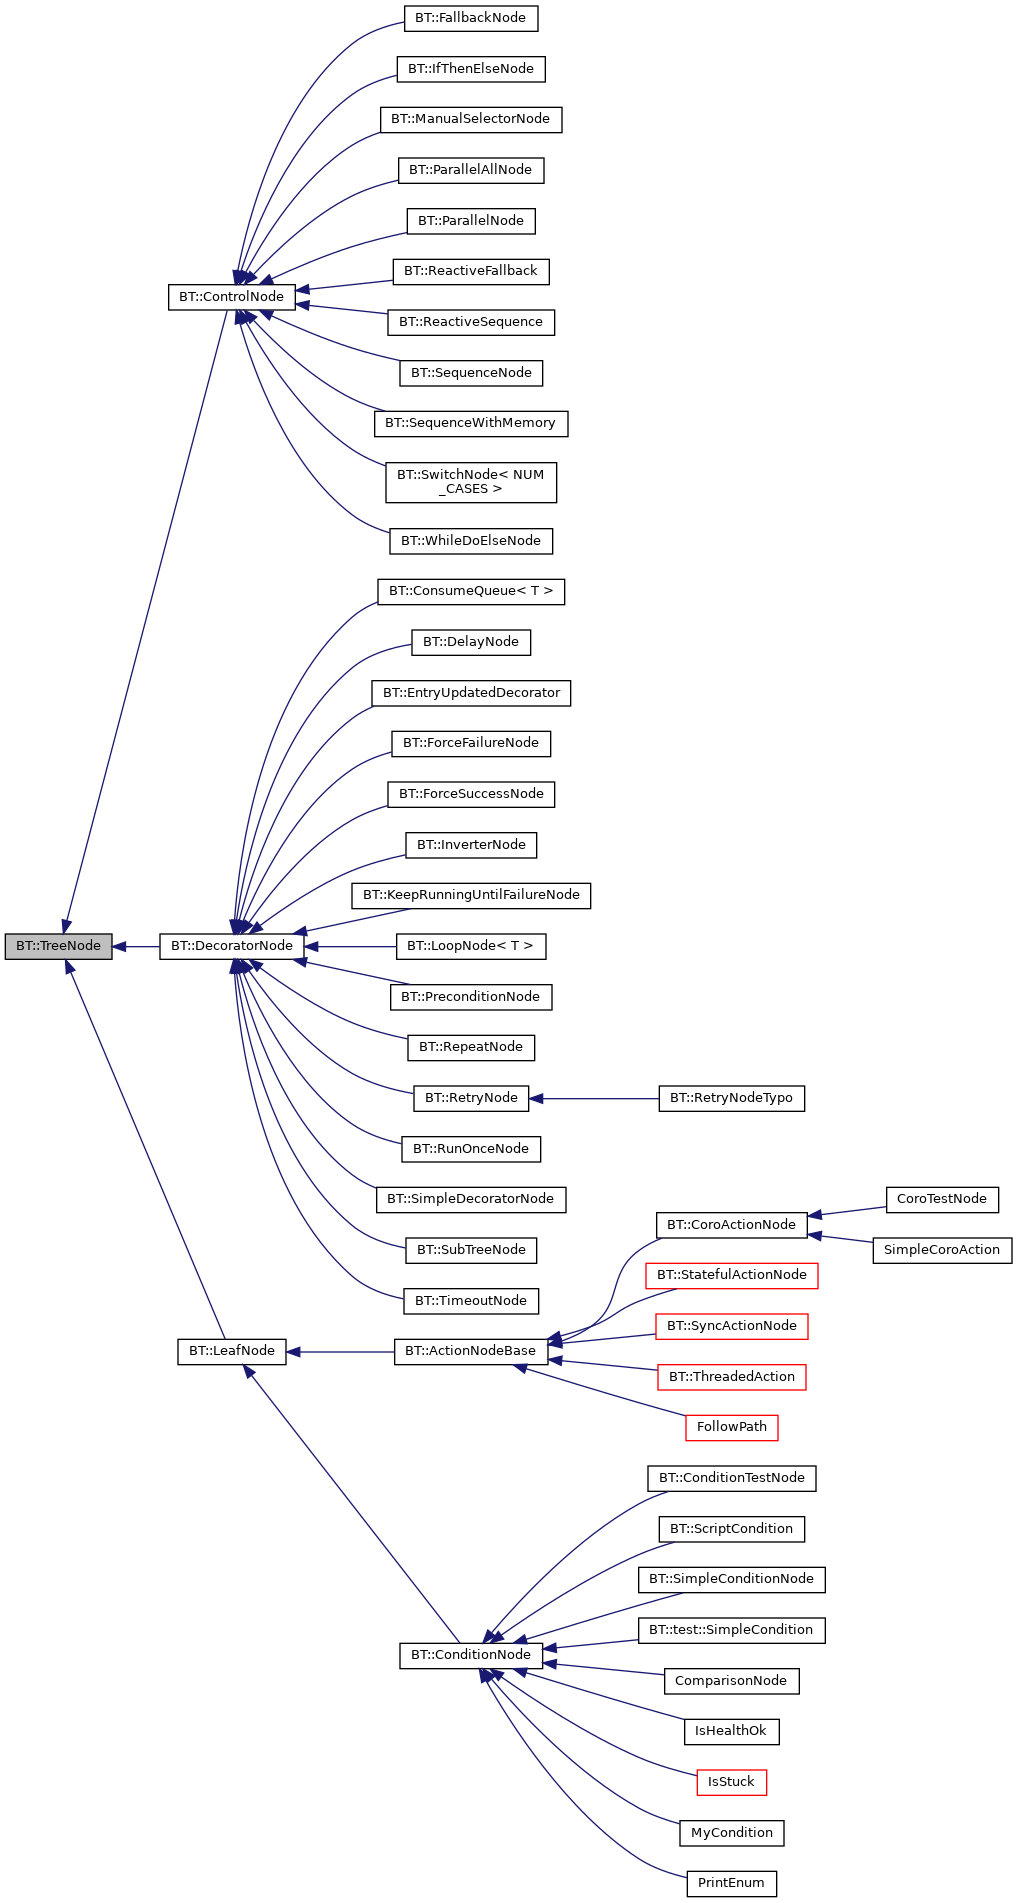 BT::FallbackNode
BT::IfThenElseNode
BT::ManualSelectorNode
BT::ParallelAllNode
BT::ParallelNode
BT::ReactiveFallback
BT::ControlNode
BT::ReactiveSequence
BT::SequenceNode
BT::SequenceWithMemory
BT::SwitchNode< NUM
_CASES >
BT::WhileDoElseNode
BT::ConsumeQueue< T >
BT::DelayNode
BT::EntryUpdatedDecorator
BT::ForceFailureNode
BT::ForceSuccessNode
BT::InverterNode
BT::KeepRunningUntilFailureNode
BT::TreeNode
BT::DecoratorNode
BT::LoopNode< T >
BT::PreconditionNode
BT::RepeatNode
BT::RetryNode
BT::RetryNodeTypo
BT::RunOnceNode
BT::SimpleDecoratorNode
BT::SubTreeNode
BT::TimeoutNode
CoroTestNode
BT::CoroActionNode
SimpleCoroAction
BT::StatefulActionNode
BT::SyncActionNode
BT::LeafNode
BT::ActionNodeBase
BT::ThreadedAction
FollowPath
BT::ConditionTestNode
BT::ScriptCondition
BT::SimpleConditionNode
BT::test::SimpleCondition
BT::ConditionNode
ComparisonNode
IsHealthOk
IsStuck
MyCondition
PrintEnum